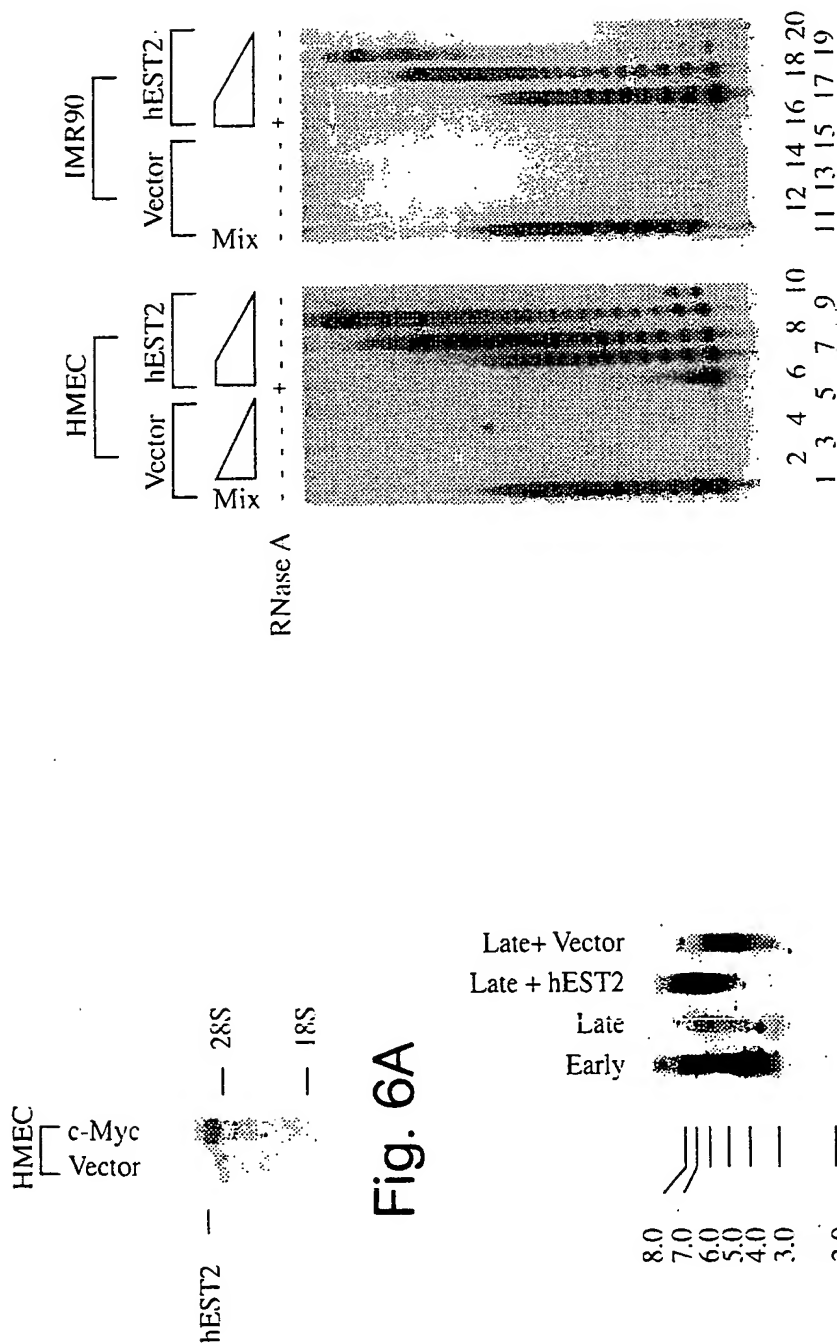 HMEC
Vector
c-Myc
hEST2
28S
18S
Fig. 6A
HMEC
IMR90
Vector
hEST2
Vector
hEST2
Mix
Mix
RNase A
- - - - + - - - - -
- - - - - + - - - -
2 4 6 8 10
1 3 5 7 9
12 14 16 18 20
11 13 15 17 19
Early
Late
Late + hEST2
Late+ Vector
8.0
7.0
6.0
5.0
4.0
3.0